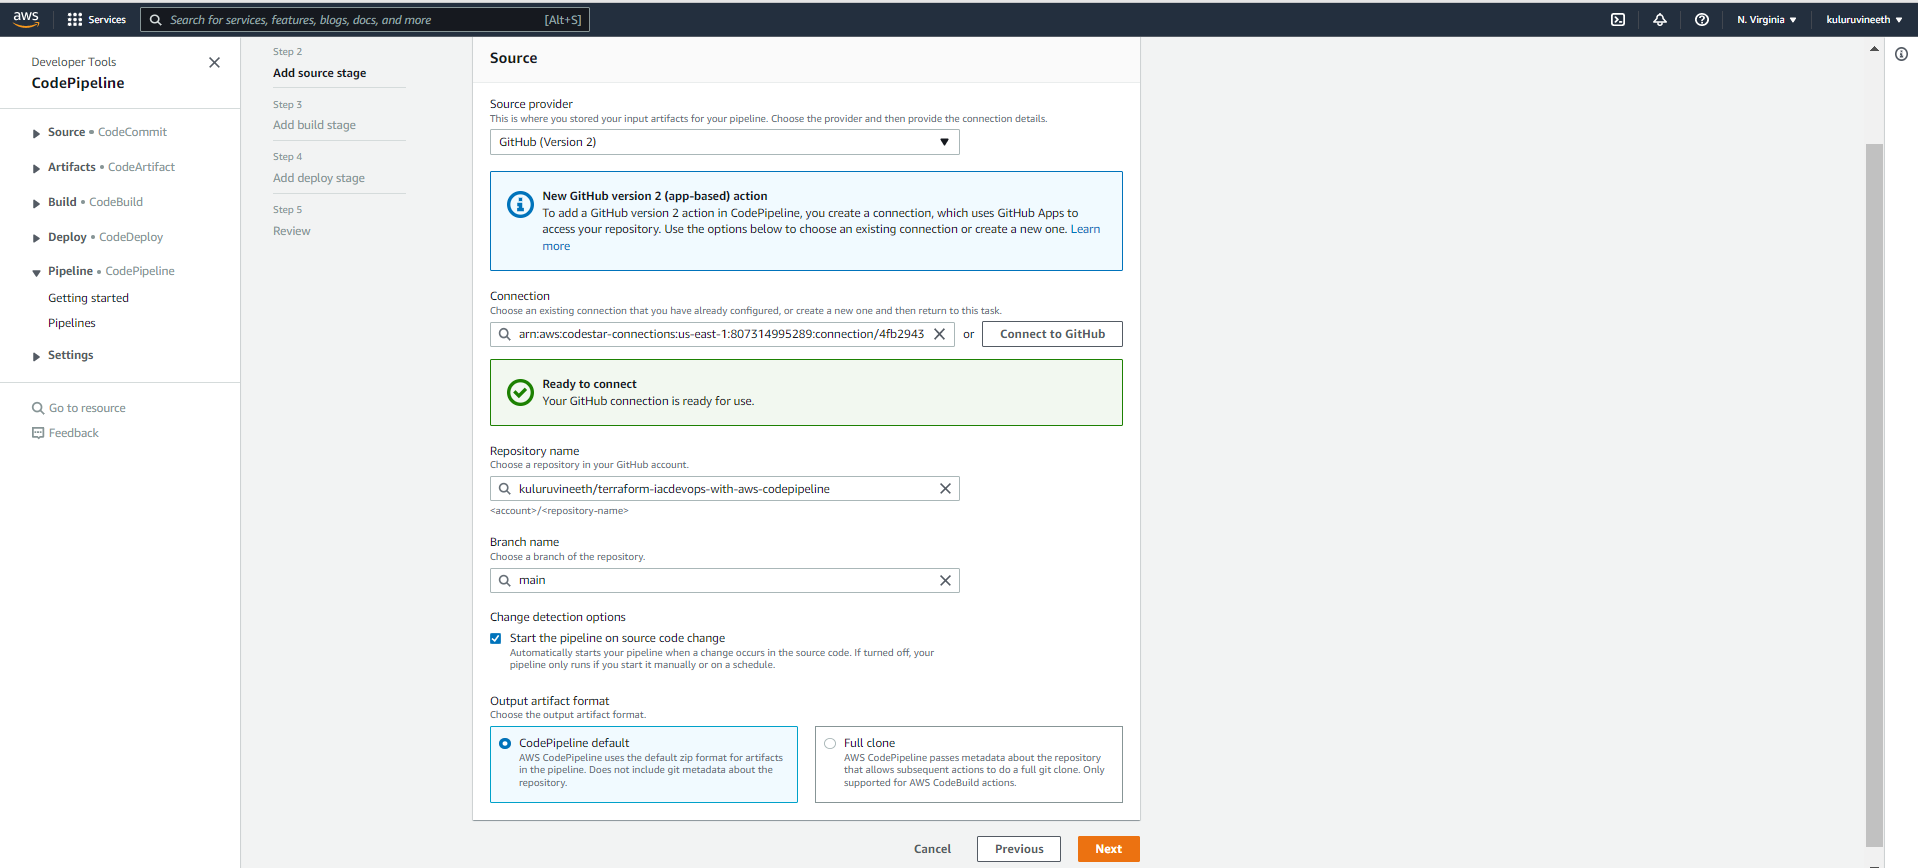 aws
Services
Search for services, features, blogs, docs, and more
[Alt+S]
N. Virginia
kuluruvineeth
Developer Tools
CodePipeline
Source • CodeCommit
Artifacts • CodeArtifact
Build • CodeBuild
Deploy • CodeDeploy
Pipeline • CodePipeline
Getting started
Pipelines
Settings
Go to resource
Feedback
Step 2
Add source stage
Step 3
Add build stage
Step 4
Add deploy stage
Step 5
Review
Source
Source provider
This is where you stored your input artifacts for your pipeline. Choose the provider and then provide the connection details.
GitHub (Version 2)
New GitHub version 2 (app-based) action
To add a GitHub version 2 action in CodePipeline, you create a connection, which uses GitHub Apps to
access your repository. Use the options below to choose an existing connection or create a new one. Learn
more
Connection
Choose an existing connection that you have already configured, or create a new one and then return to this task.
arn:aws:codestar-connections:us-east-1:807314995289:connection/4fb2943
or
Connect to GitHub
Ready to connect
Your GitHub connection is ready for use.
Repository name
Choose a repository in your GitHub account.
kuluruvineeth/terraform-iacdevops-with-aws-codepipeline
<account>/<repository-name>
Branch name
Choose a branch of the repository.
main
Change detection options
Start the pipeline on source code change
Automatically starts your pipeline when a change occurs in the source code. If turned off, your
pipeline only runs if you start it manually or on a schedule.
Output artifact format
Choose the output artifact format.
CodePipeline default
AWS CodePipeline uses the default zip format for artifacts
in the pipeline. Does not include git metadata about the
repository.
Full clone
AWS CodePipeline passes metadata about the repository
that allows subsequent actions to do a full git clone. Only
supported for AWS CodeBuild actions.
Cancel
Previous
Next